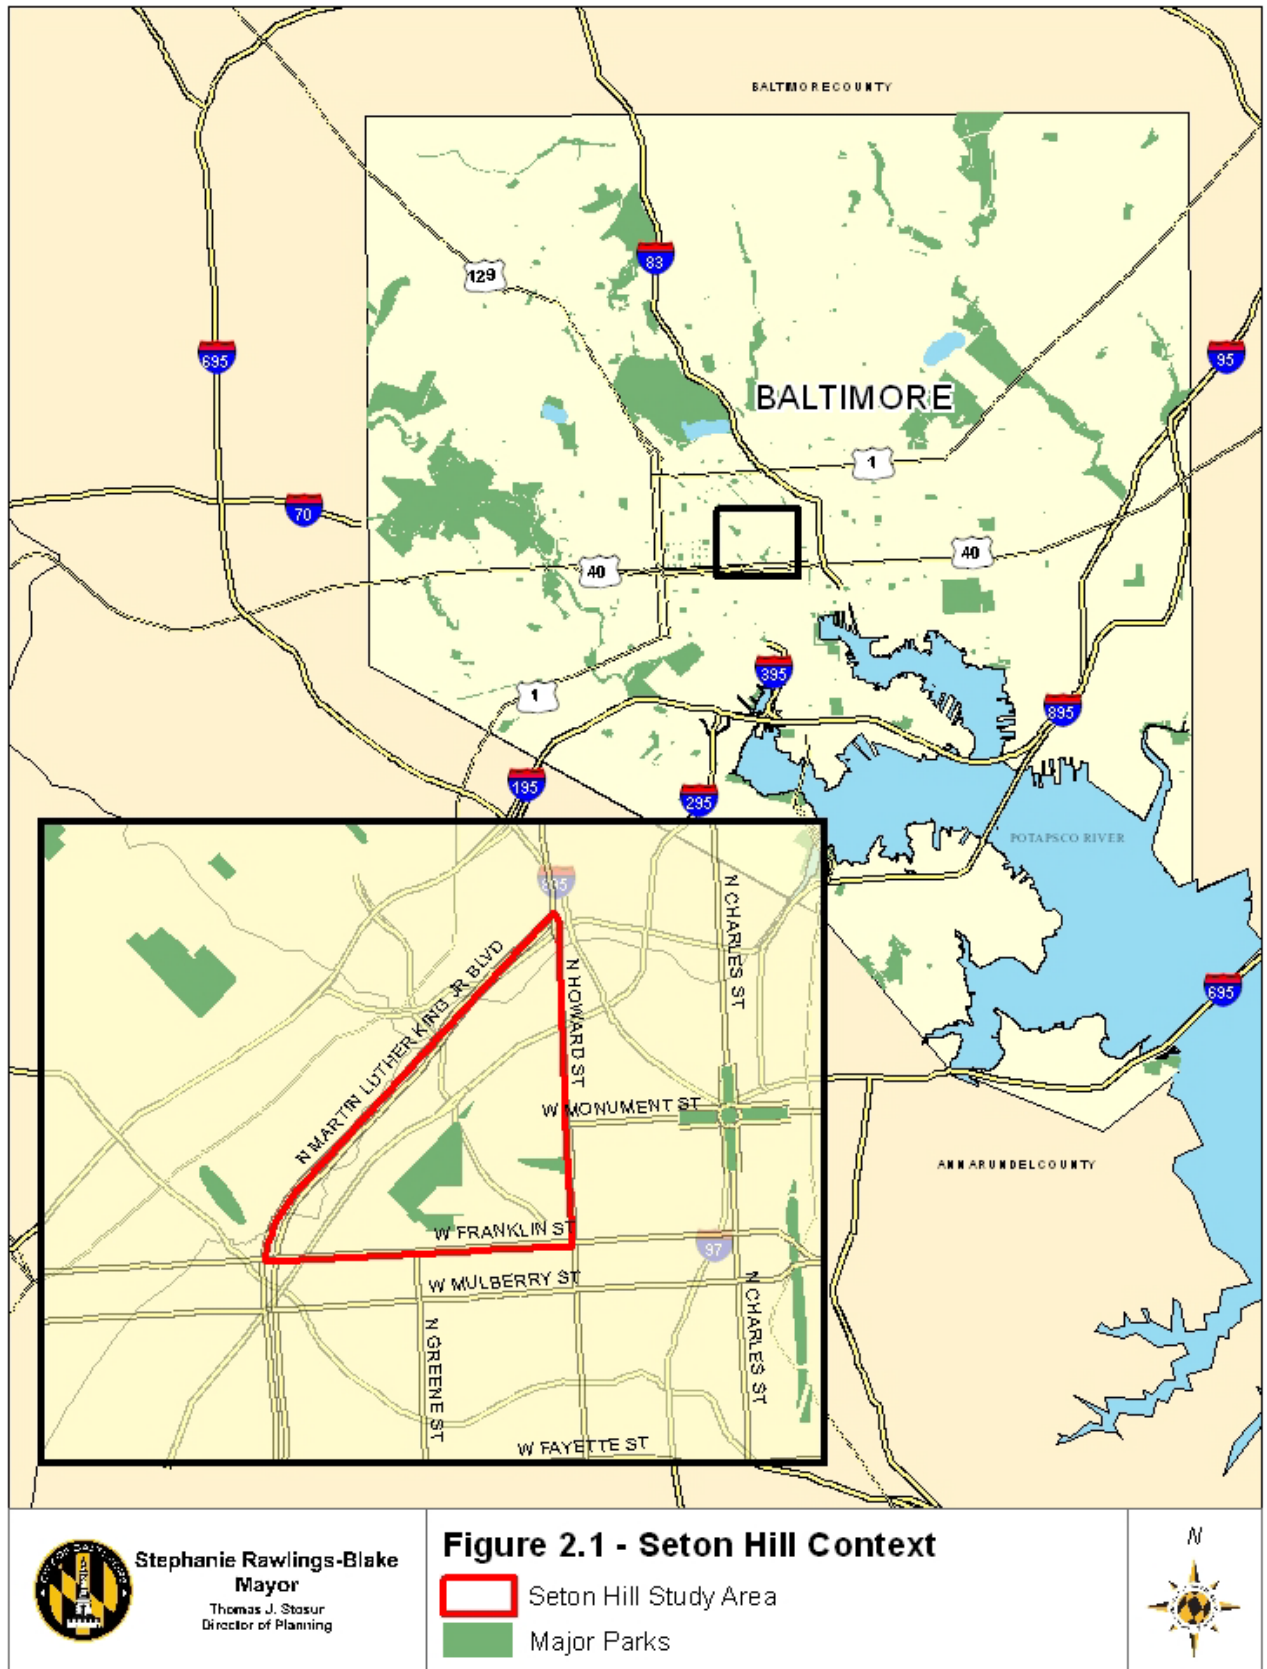 BALTIMORE COUNTY
129
83
695
95
BALTIMORE
1
70
40
40
395
1
895
195
295
POTAPSCO RIVER
895
N CHARLES ST
N MARTIN LUTHER KING JR BLVD
N HOWARD ST
695
W MONUMENT ST
ANN ARUNDEL COUNTY
W FRANKLIN ST
97
W MULBERRY ST
N CHARLES ST
N GREENE ST
W FAYETTE ST
Stephanie Rawlings-Blake
Mayor
Thomas J. Stosur
Director of Planning
Figure 2.1 - Seton Hill Context
Seton Hill Study Area
Major Parks
N